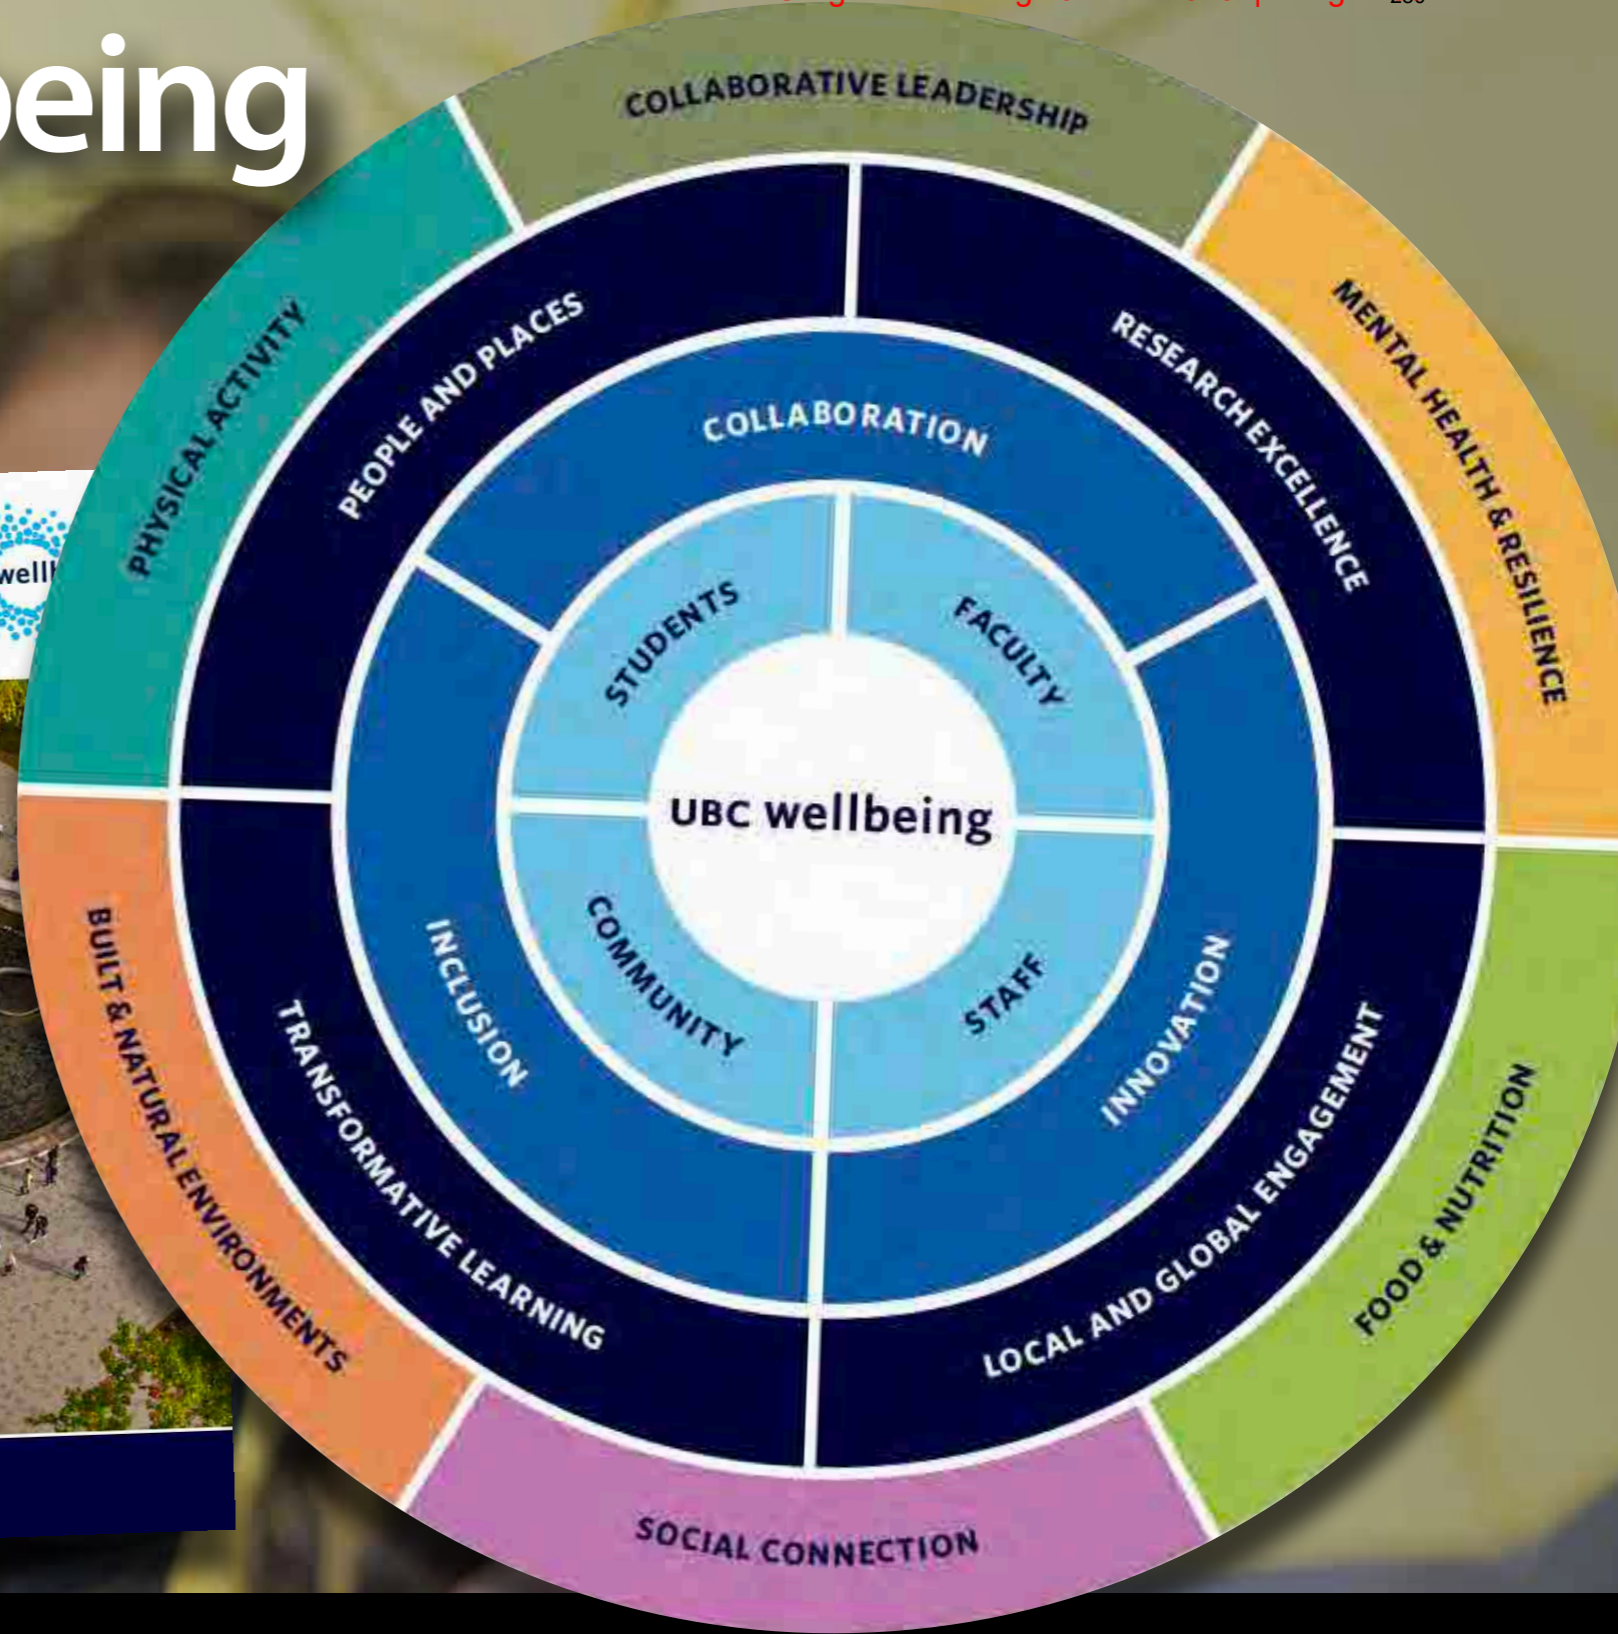 being
COLLABORATIVE LEADERSHIP
MENTAL HEALTH & RESILIENCE
FOOD & NUTRITION
SOCIAL CONNECTION
BUILT & NATURAL ENVIRONMENTS
PHYSICAL ACTIVITY
PEOPLE AND PLACES
RESEARCH EXCELLENCE
LOCAL AND GLOBAL ENGAGEMENT
TRANSFORMATIVE LEARNING
COLLABORATION
INNOVATION
INCLUSION
STUDENTS
FACULTY
STAFF
COMMUNITY
UBC wellbeing
well